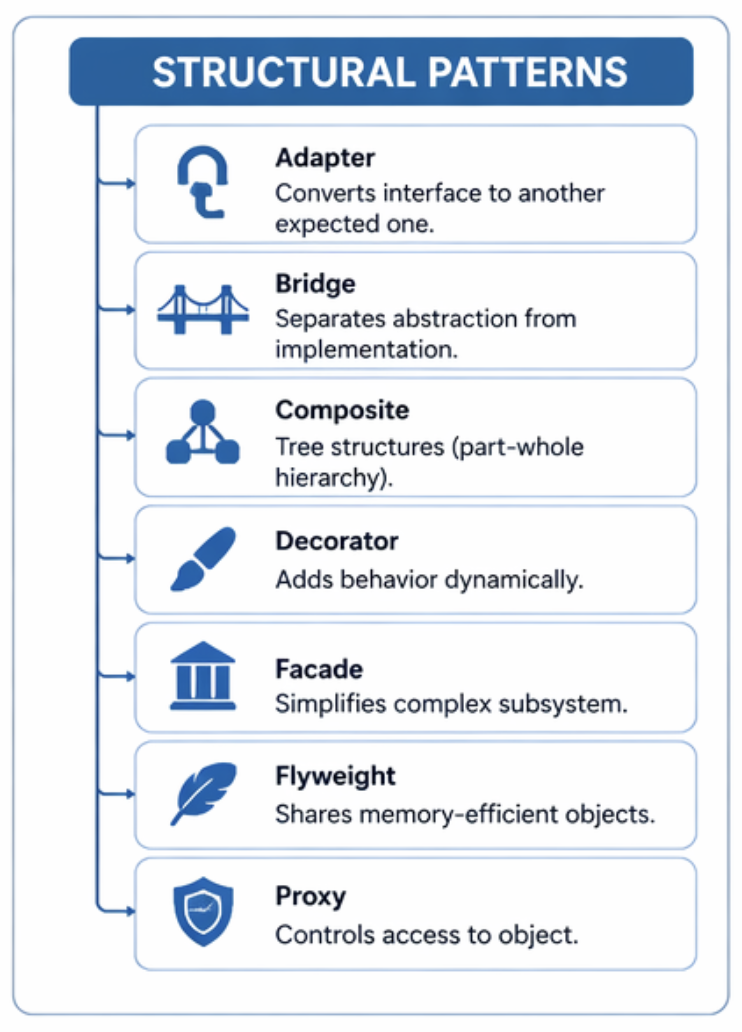 STRUCTURAL PATTERNS
Adapter
Converts interface to another
expected one.
Bridge
Separates abstraction from
implementation.
Composite
Tree structures (part-whole
hierarchy).
Decorator
Adds behavior dynamically.
Facade
Simplifies complex subsystem.
Flyweight
Shares memory-efficient objects.
Proxy
Controls access to object.